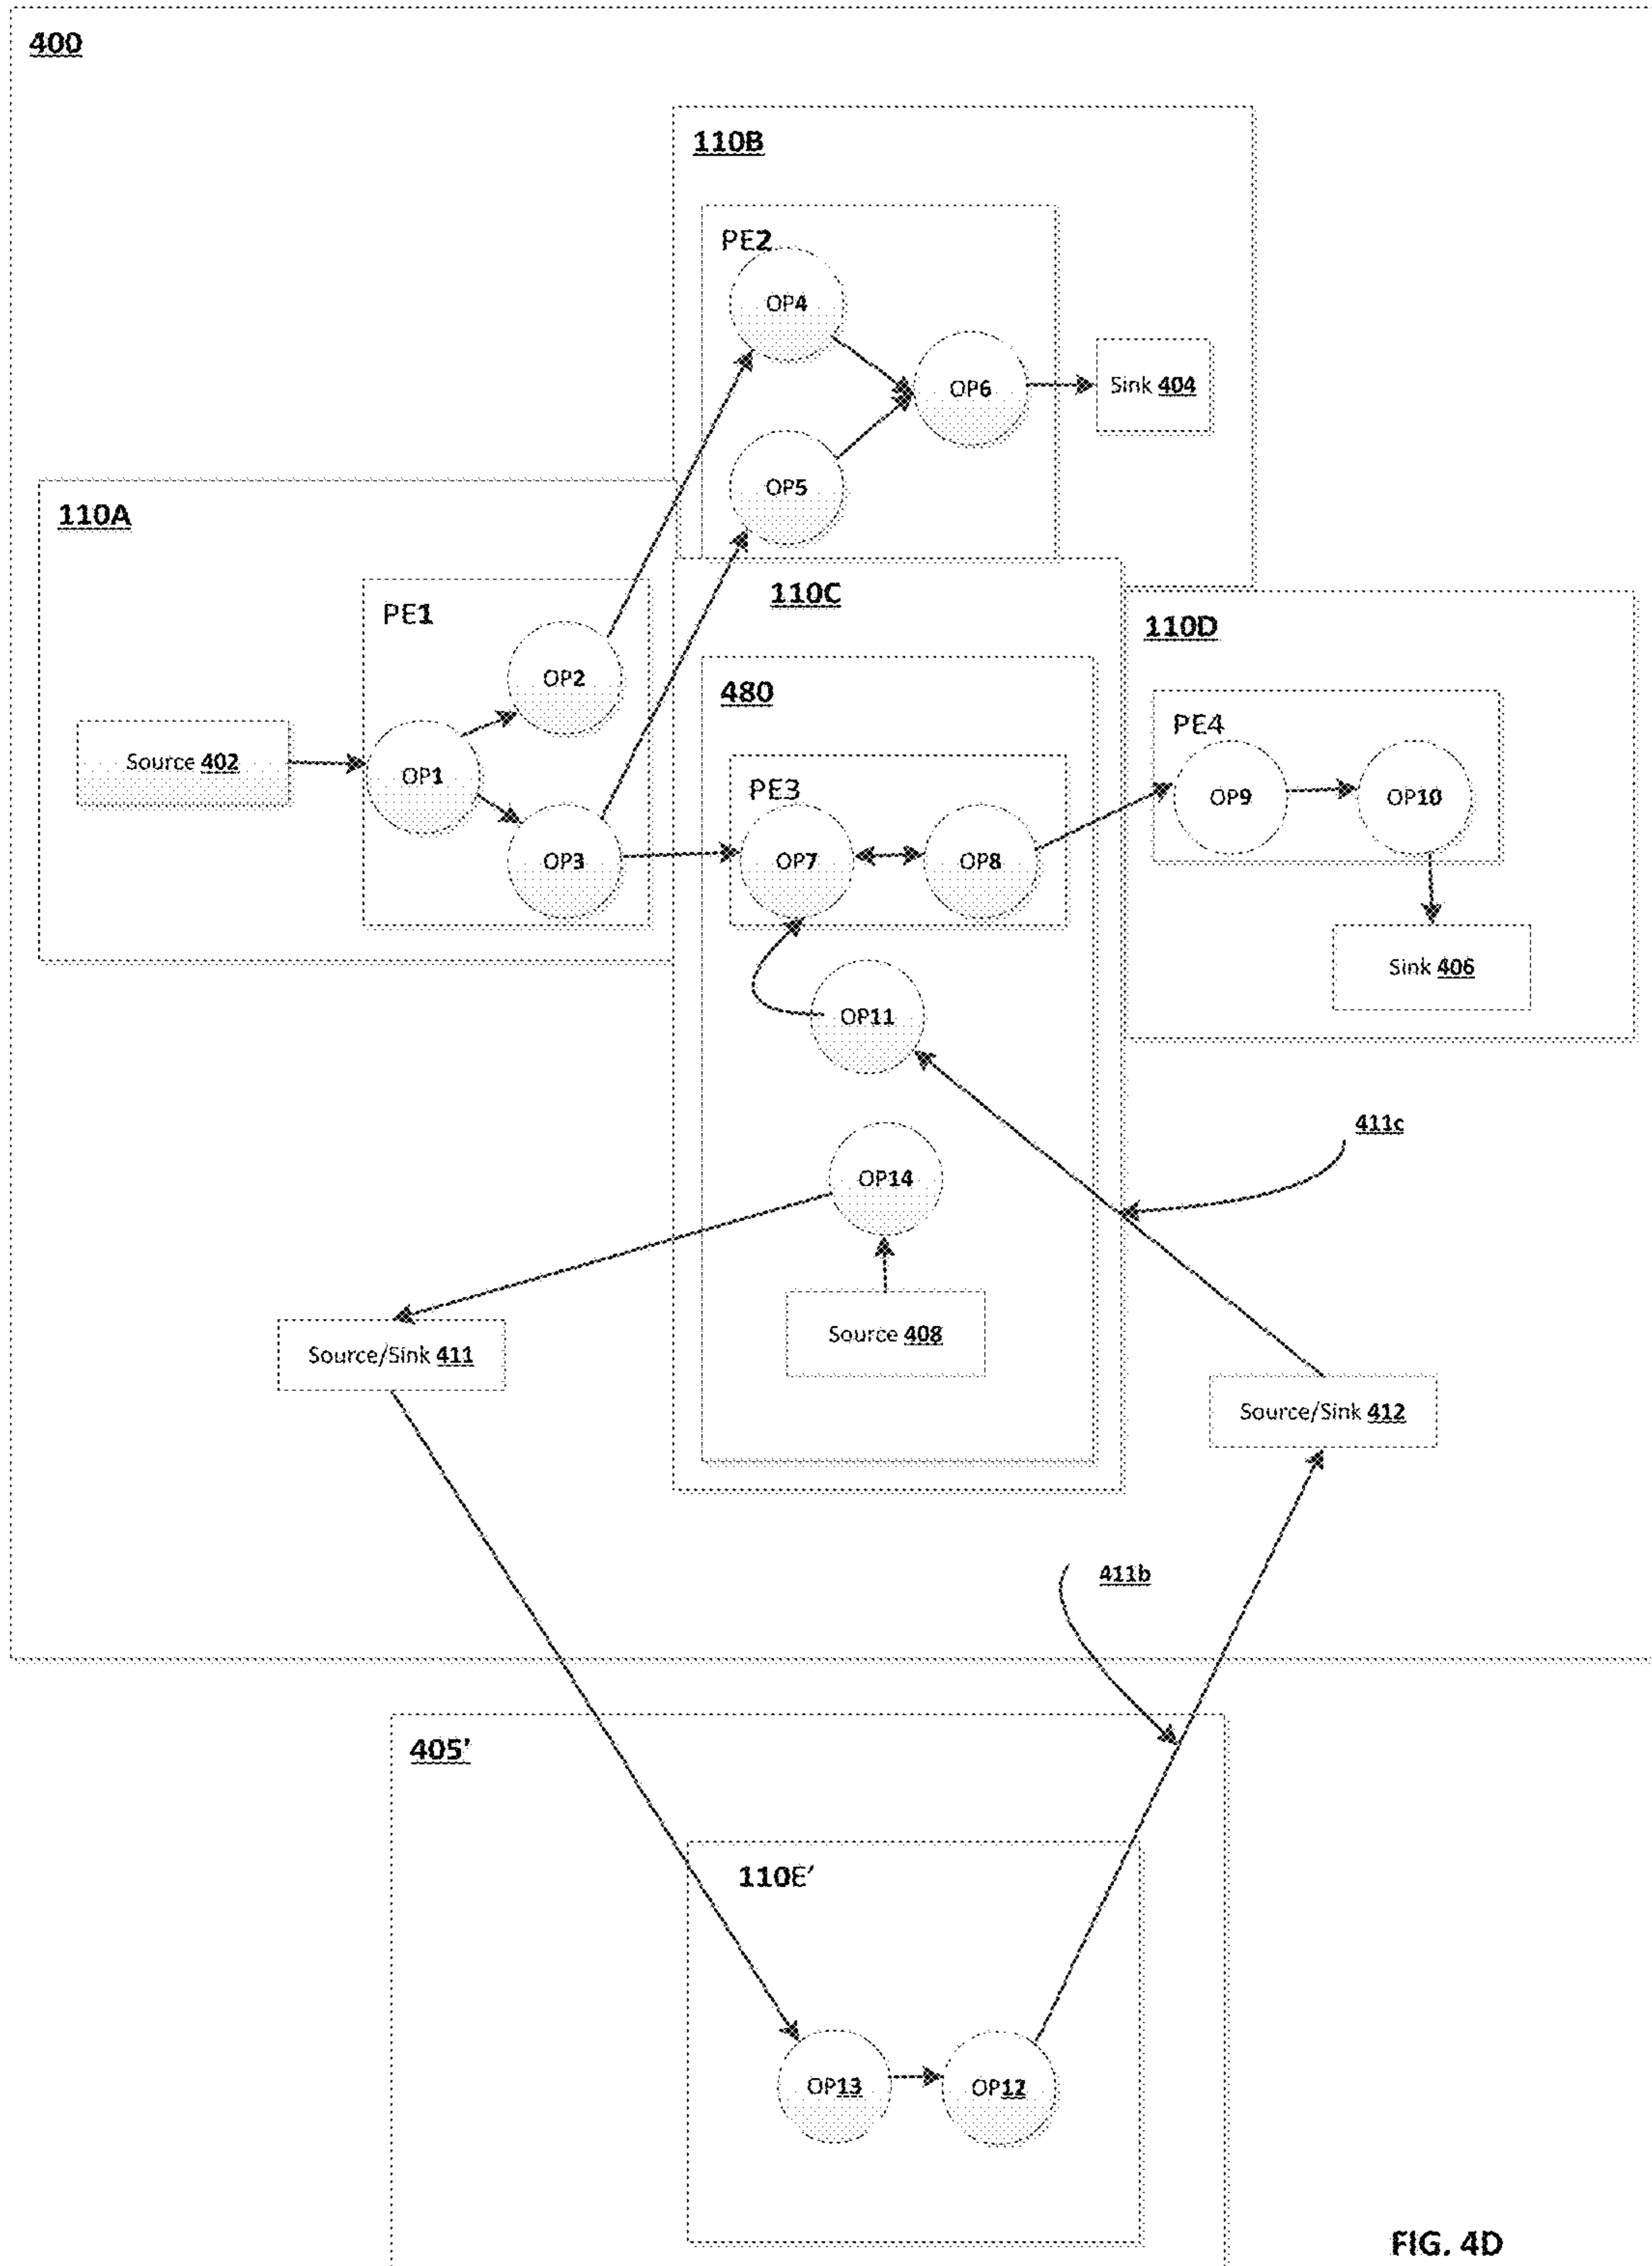 400
110B
PE2
OP4
OP6
Sink 404
OP5
110A
110C
110D
PE1
OP2
480
PE4
Source 402
OP1
PE3
OP9
OP10
OP3
OP7
OP8
Sink 406
OP11
411c
OP14
Source 408
Source/Sink 411
Source/Sink 412
411b
405'
110E'
OP13
OP12
FIG. 4D